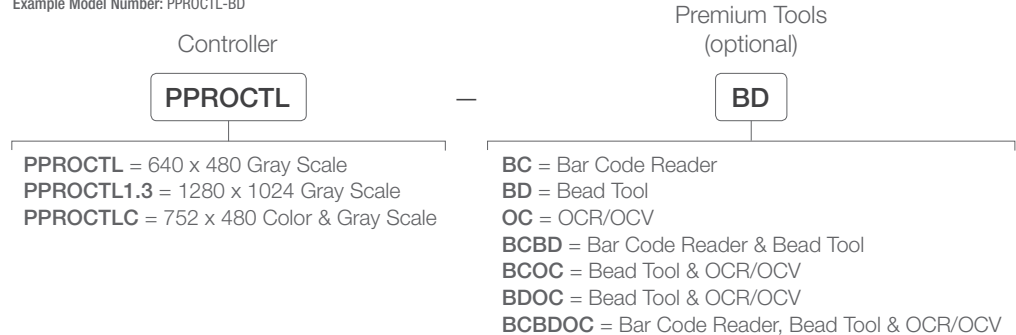 Example Model Number: PPROCTL-BD
Controller
Premium Tools
(optional)
PPROCTL
–
BD
PPROCTL = 640 x 480 Gray Scale
PPROCTL1.3 = 1280 x 1024 Gray Scale
PPROCTLC = 752 x 480 Color & Gray Scale
BC = Bar Code Reader
BD = Bead Tool
OC = OCR/OCV
BCBD = Bar Code Reader & Bead Tool
BCOC = Bead Tool & OCR/OCV
BDOC = Bead Tool & OCR/OCV
BCBDOC = Bar Code Reader, Bead Tool & OCR/OCV